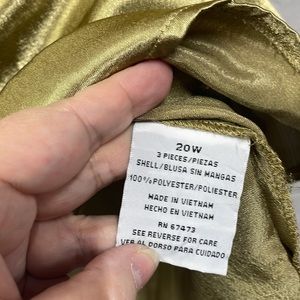 20W
3 PIECES/PIEZAS
SHELL/BLUSA SIN MANGAS
100%POLYESTER/POLIESTER
MADE IN VIETNAM
HECHO EN VIETNAM
RN 67473
SEE REVERSE FOR CARE
VER AL DORSO PARA CUIDADO